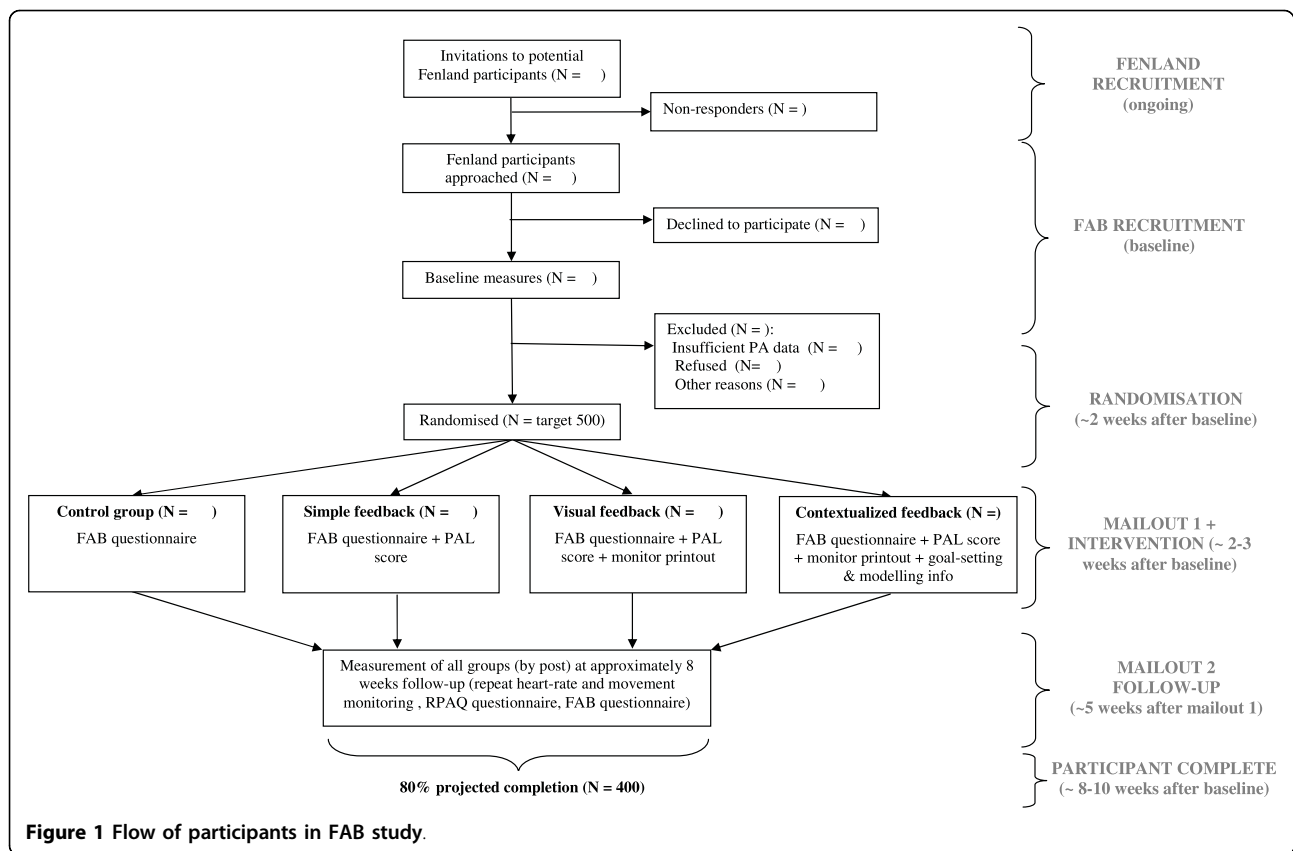 Invitations to potential
Fenland participants (N = )
FENLAND
RECRUITMENT
(ongoing)
Non-responders (N = )
Fenland participants
approached (N = )
Declined to participate (N = )
FAB RECRUITMENT
(baseline)
Baseline measures (N = )
Excluded (N = ):
Insufficient PA data (N = )
Refused (N= )
Other reasons (N = )
RANDOMISATION
(~2 weeks after baseline)
Randomised (N = target 500)
Control group (N = )
FAB questionnaire
Simple feedback (N = )
FAB questionnaire + PAL
score
Visual feedback (N = )
FAB questionnaire + PAL
score + monitor printout
Contextualized feedback (N =)
FAB questionnaire + PAL score
+ monitor printout + goal-setting
& modelling info
MAILOUT 1 +
INTERVENTION (~ 2-3
weeks after baseline)
Measurement of all groups (by post) at approximately 8
weeks follow-up (repeat heart-rate and movement
monitoring , RPAQ questionnaire, FAB questionnaire)
MAILOUT 2
FOLLOW-UP
(~5 weeks after mailout 1)
80% projected completion (N = 400)
PARTICIPANT COMPLETE
(~ 8-10 weeks after baseline)
Figure 1 Flow of participants in FAB study.